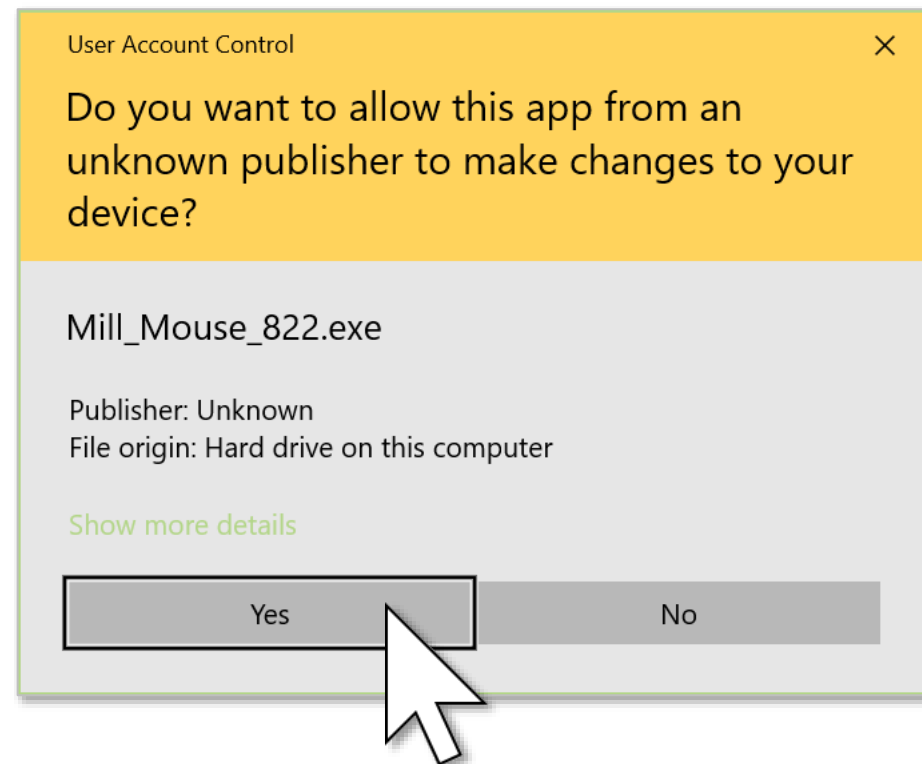 User Account Control
Do you want to allow this app from an
unknown publisher to make changes to your
device?
Mill_Mouse_822.exe
Publisher: Unknown
File origin: Hard drive on this computer
Show more details
Yes
No